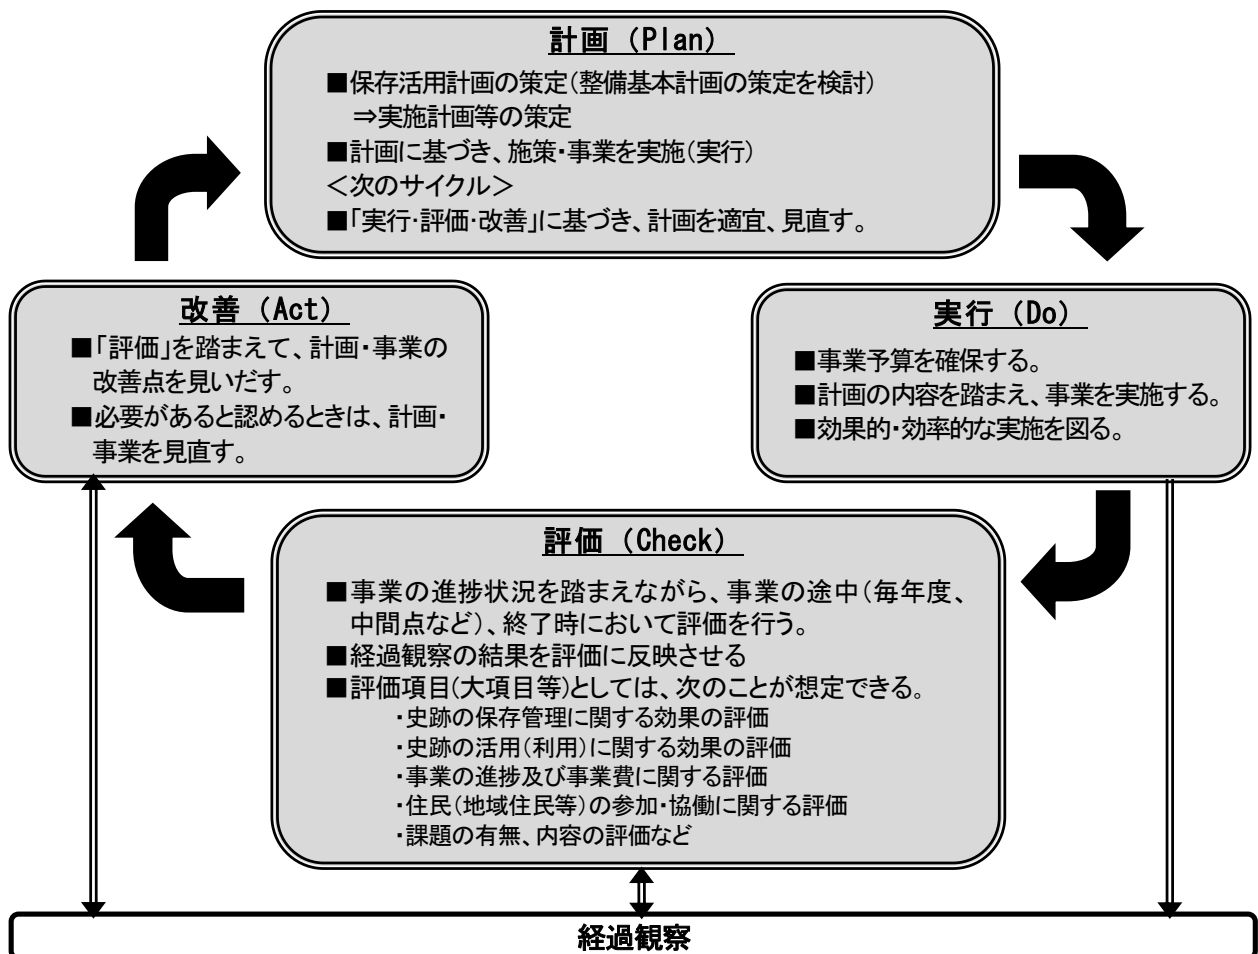 計画（Plan）
■保存活用計画の策定(整備基本計画の策定を検討)
⇒実施計画等の策定
■計画に基づき、施策・事業を実施(実行)
＜次のサイクル＞
■「実行・評価・改善」に基づき、計画を適宜、見直す。
実行（Do）
■事業予算を確保する。
■計画の内容を踏まえ、事業を実施する。
■効果的・効率的な実施を図る。
評価（Check）
■事業の進捗状況を踏まえながら、事業の途中（毎年度、
中間点など）、終了時において評価を行う。
■経過観察の結果を評価に反映させる
■評価項目(大項目等)としては、次のことが想定できる。
・史跡の保存管理に関する効果の評価
・史跡の活用(利用)に関する効果の評価
・事業の進捗及び事業費に関する評価
・住民(地域住民等)の参加・協働に関する評価
・課題の有無、内容の評価など
改善（Act）
■「評価」を踏まえて、計画・事業の
改善点を見いだす。
■必要があると認めるときは、計画・
事業を見直す。
経過観察